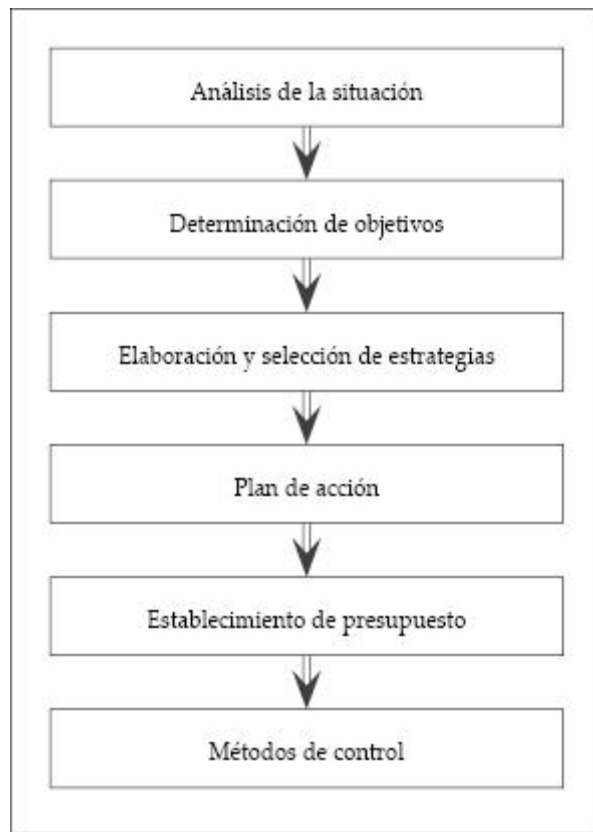 Análisis de la situación
Determinación de objetivos
Elaboración y selección de estrategias
Plan de acción
Establecimiento de presupuesto
Métodos de control